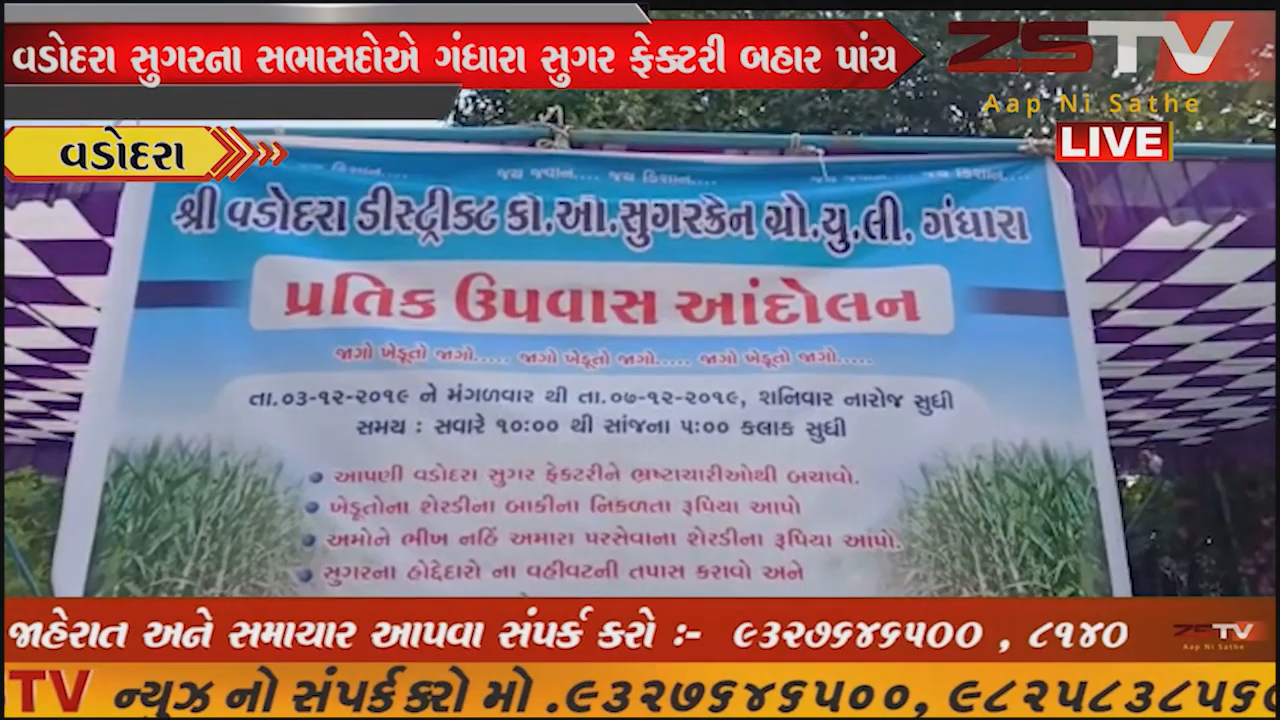 વડોદરા સુગરના સભાસદોએ ગંધારા સુગર ફેક્ટરી બહાર પાંચ
ZSTV
Aap Ni Sathe
LIVE
વડોદરા
જય જવાન.... જય કિશાન....
શ્રી વડોદરા ડીસ્ટ્રીકટ કો.ઓ.સુગરકેન ગ્રો.યુ.લી. ગંધારા
પ્રતિક ઉપવાસ આંદોલન
જાગો ખેડૂતો જાગો..... જાગો ખેડૂતો જાગો..... જાગો ખેડૂતો જાગો.....
તા.૦૩-૧૨-૨૦૧૯ ને મંગળવાર થી તા.૦૭-૧૨-૨૦૧૯, શનિવાર નારોજ સુધી
સમય : સવારે ૧૦:૦૦ થી સાંજના ૫:૦૦ કલાક સુધી
• આપણી વડોદરા સુગર ફેકટરીને ભ્રષ્ટાચારીઓથી બચાવો.
• ખેડૂતોના શેરડીના બાકીના નિકળતા રૂપિયા આપો
• અમોને ભીખ નહિં અમારા પરસેવાના શેરડીના રૂપિયા આપો.
• સુગરના હોદ્દેદારો ના વહીવટની તપાસ કરાવો અને
જાહેરાત અને સમાચાર આપવા સંપર્ક કરો :- ૯૩૨૭૬૪૬૫૦૦ , ૮૧૪૦
ZSTV
Aap Ni Sathe
TV ન્યૂઝ નો સંપર્ક કરો મો .૯૩૨૭૬૪૬૫૦૦, ૯૮૨૫૮૩૮૫૬૦